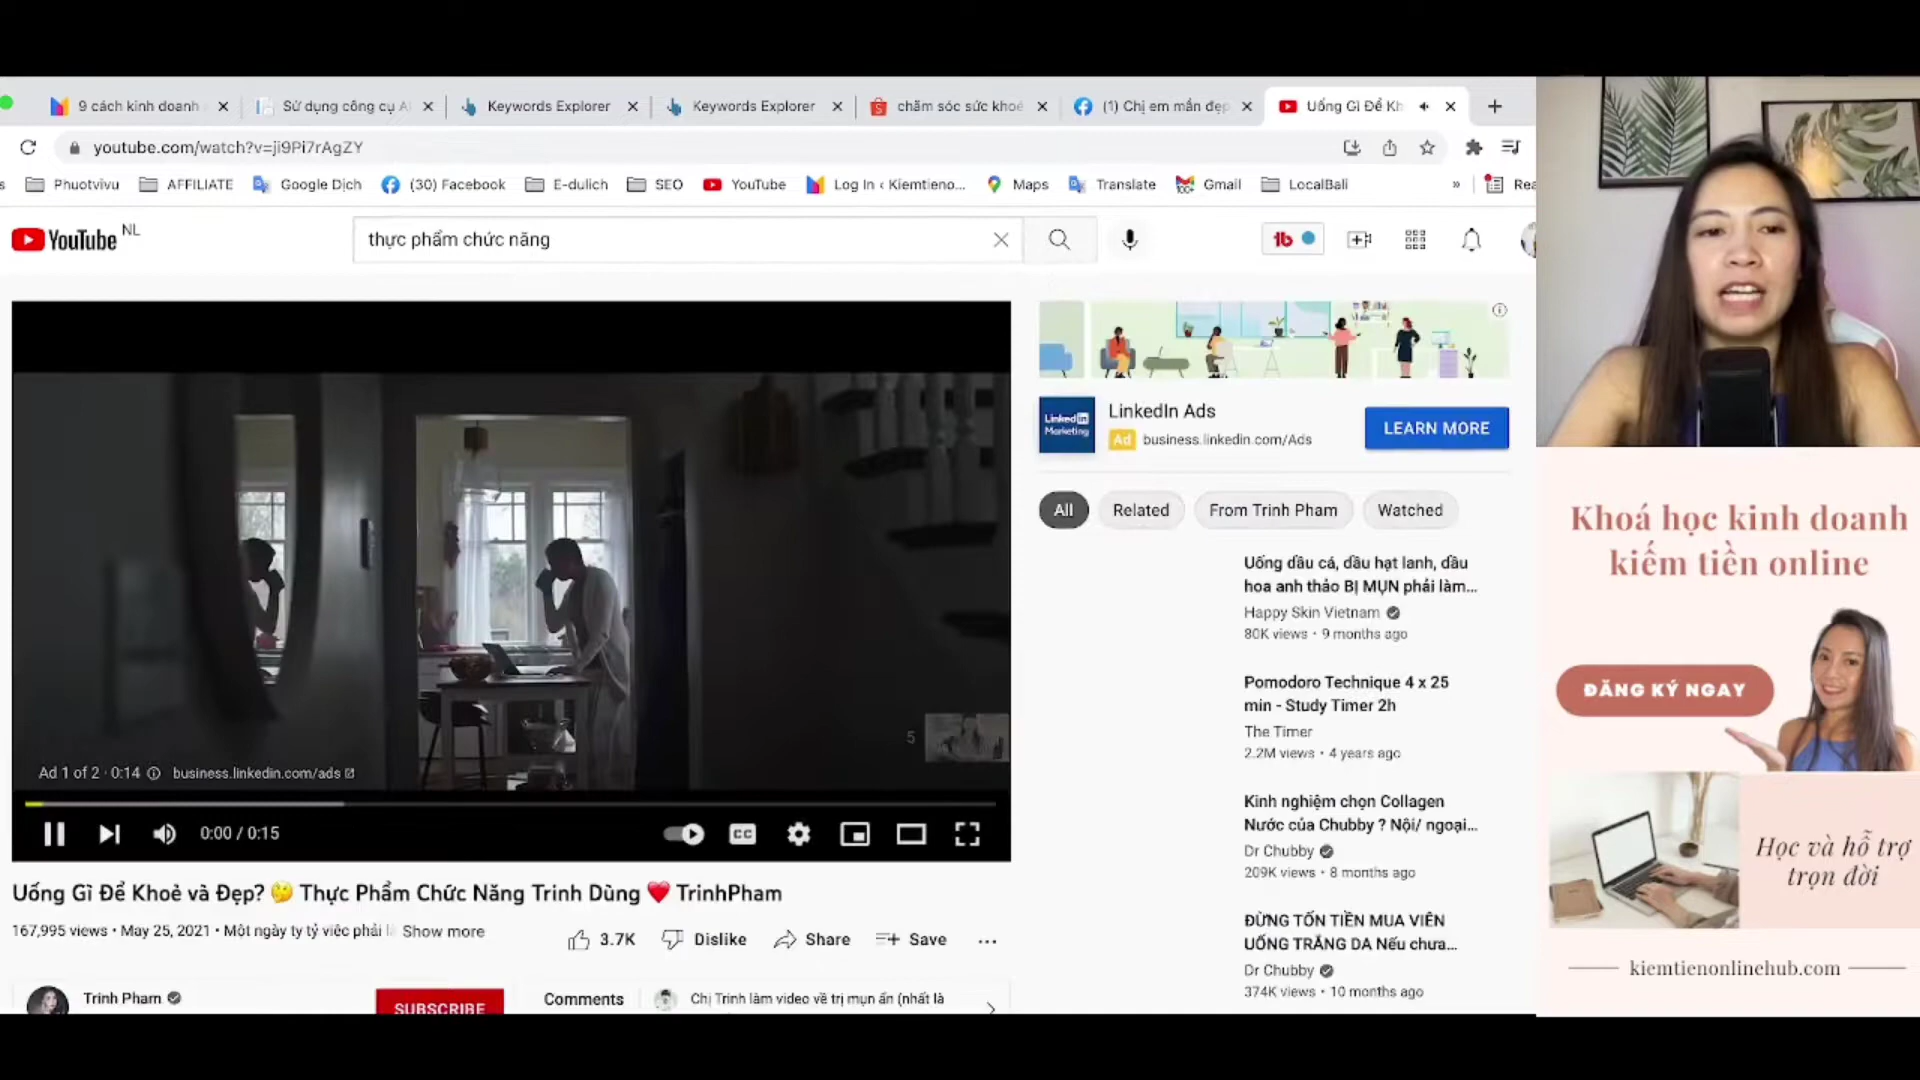 9 cách kinh doanh
Sử dụng công cụ
Keywords Explorer
Keywords Explorer
chăm sóc sức khoẻ
(1) Chị em mần đẹp
Uống Gì Để Kh
youtube.com/watch?v=ji9Pi7rAgZY
s
Phuotvivu
AFFILIATE
Google Dịch
(30) Facebook
E-dulich
SEO
YouTube
Log In ‹ Kiemtieno...
Maps
Translate
Gmail
LocalBali
»
Rea
YouTube NL
thực phẩm chức năng
LinkedIn Ads
Linked in
Marketing
Ad business.linkedin.com/Ads
LEARN MORE
All
Related
From Trinh Pham
Watched
Uống dầu cá, dầu hạt lanh, dầu
hoa anh thảo BỊ MỤN phải làm...
Happy Skin Vietnam
80K views • 9 months ago
Pomodoro Technique 4 x 25
min - Study Timer 2h
The Timer
2.2M views • 4 years ago
Kinh nghiệm chọn Collagen
Nước của Chubby ? Nội/ ngoại...
Dr Chubby
209K views • 8 months ago
ĐỪNG TỐN TIỀN MUA VIÊN
UỐNG TRẮNG DA Nếu chưa...
Dr Chubby
374K views • 10 months ago
5
Ad 1 of 2 · 0:14
business.linkedin.com/ads
0:00 / 0:15
CC
Uống Gì Để Khoẻ và Đẹp? 🤔 Thực Phẩm Chức Năng Trinh Dùng ❤️ TrinhPham
167,995 views • May 25, 2021 • Một ngày tỷ tỷ việc phải
Show more
3.7K
Dislike
Share
Save
...
Trinh Pham
SUBSCRIBE
Comments
Chị Trinh làm video về trị mụn ẩn (nhất là
Khoá học kinh doanh
kiếm tiền online
ĐĂNG KÝ NGAY
Học và hỗ trợ
trọn đời
kiemtienonlinehub.com